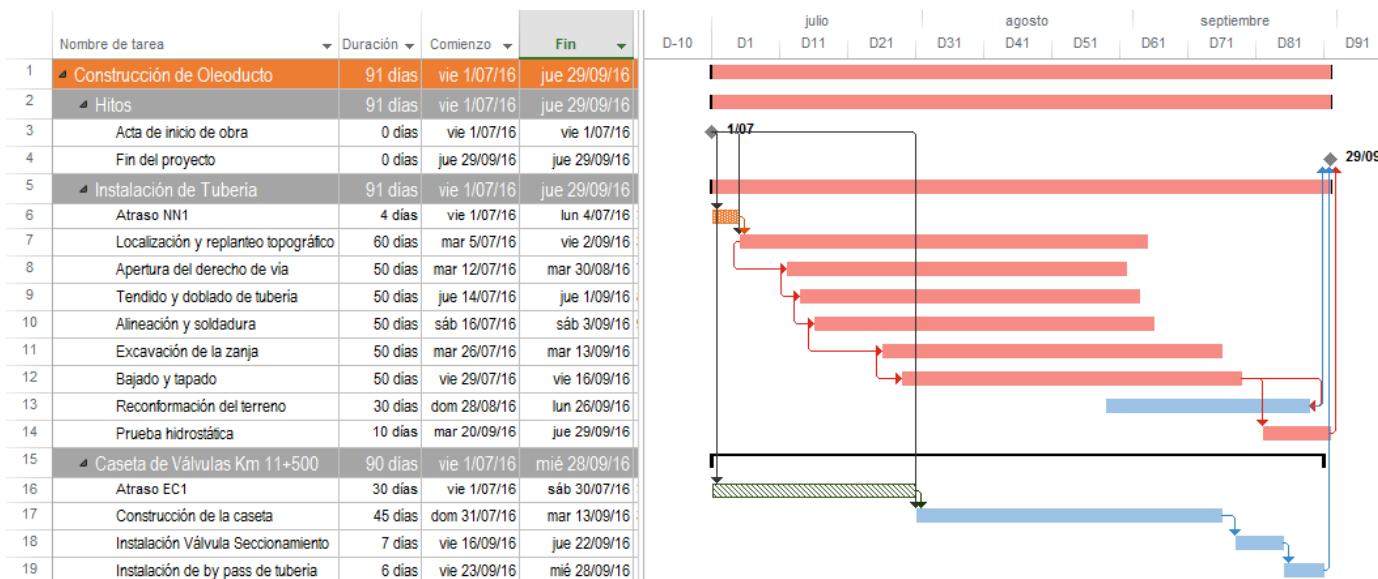 julio agosto septiembre
Nombre de tarea Duración Comienzo Fin D-10 D1 D11 D21 D31 D41 D51 D61 D71 D81 D91
1 Construcción de Oleoducto 91 días vie 1/07/16 jue 29/09/16
2 Hitos 91 días vie 1/07/16 jue 29/09/16
3 Acta de inicio de obra 0 días vie 1/07/16 vie 1/07/16 1/07
4 Fin del proyecto 0 días jue 29/09/16 jue 29/09/16 29/09
5 Instalación de Tubería 91 días vie 1/07/16 jue 29/09/16
6 Atraso NN1 4 días vie 1/07/16 lun 4/07/16
7 Localización y replanteo topográfico 60 días mar 5/07/16 vie 2/09/16
8 Apertura del derecho de vía 50 días mar 12/07/16 mar 30/08/16
9 Tendido y doblado de tubería 50 días jue 14/07/16 jue 1/09/16
10 Alineación y soldadura 50 días sáb 16/07/16 sáb 3/09/16
11 Excavación de la zanja 50 días mar 26/07/16 mar 13/09/16
12 Bajado y tapado 50 días vie 29/07/16 vie 16/09/16
13 Reconformación del terreno 30 días dom 28/08/16 lun 26/09/16
14 Prueba hidrostática 10 días mar 20/09/16 jue 29/09/16
15 Caseta de Válvulas Km 11+500 90 días vie 1/07/16 mié 28/09/16
16 Atraso EC1 30 días vie 1/07/16 sáb 30/07/16
17 Construcción de la caseta 45 días dom 31/07/16 mar 13/09/16
18 Instalación Válvula Seccionamiento 7 días vie 16/09/16 jue 22/09/16
19 Instalación de by pass de tubería 6 días vie 23/09/16 mié 28/09/16